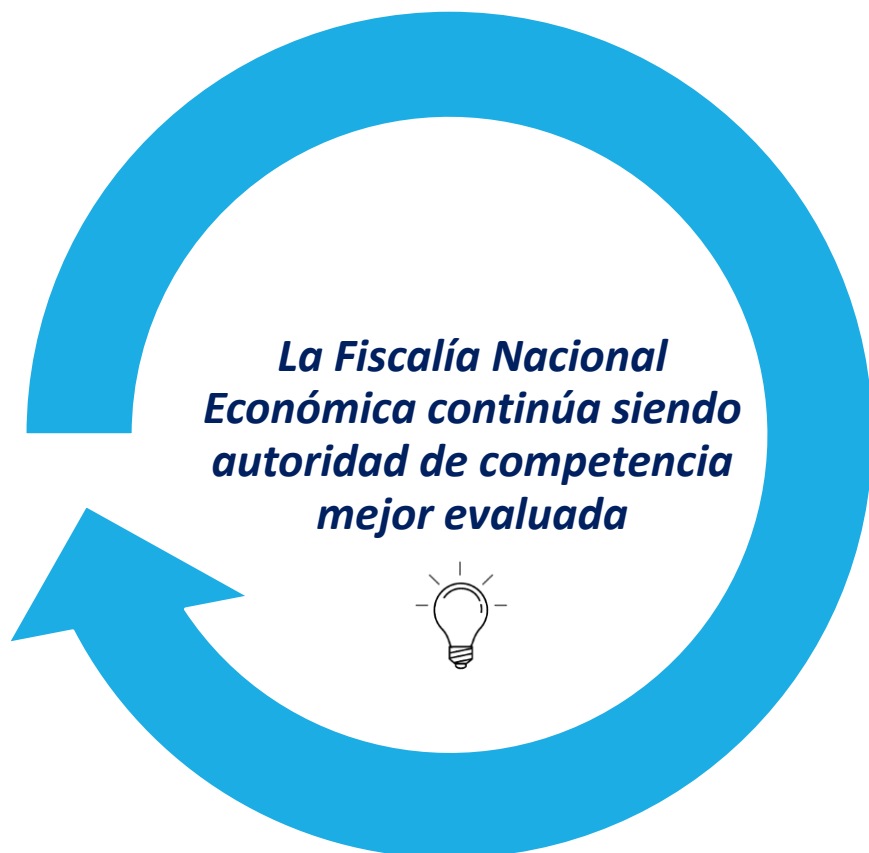 La Fiscalía Nacional
Económica continúa siendo
autoridad de competencia
mejor evaluada